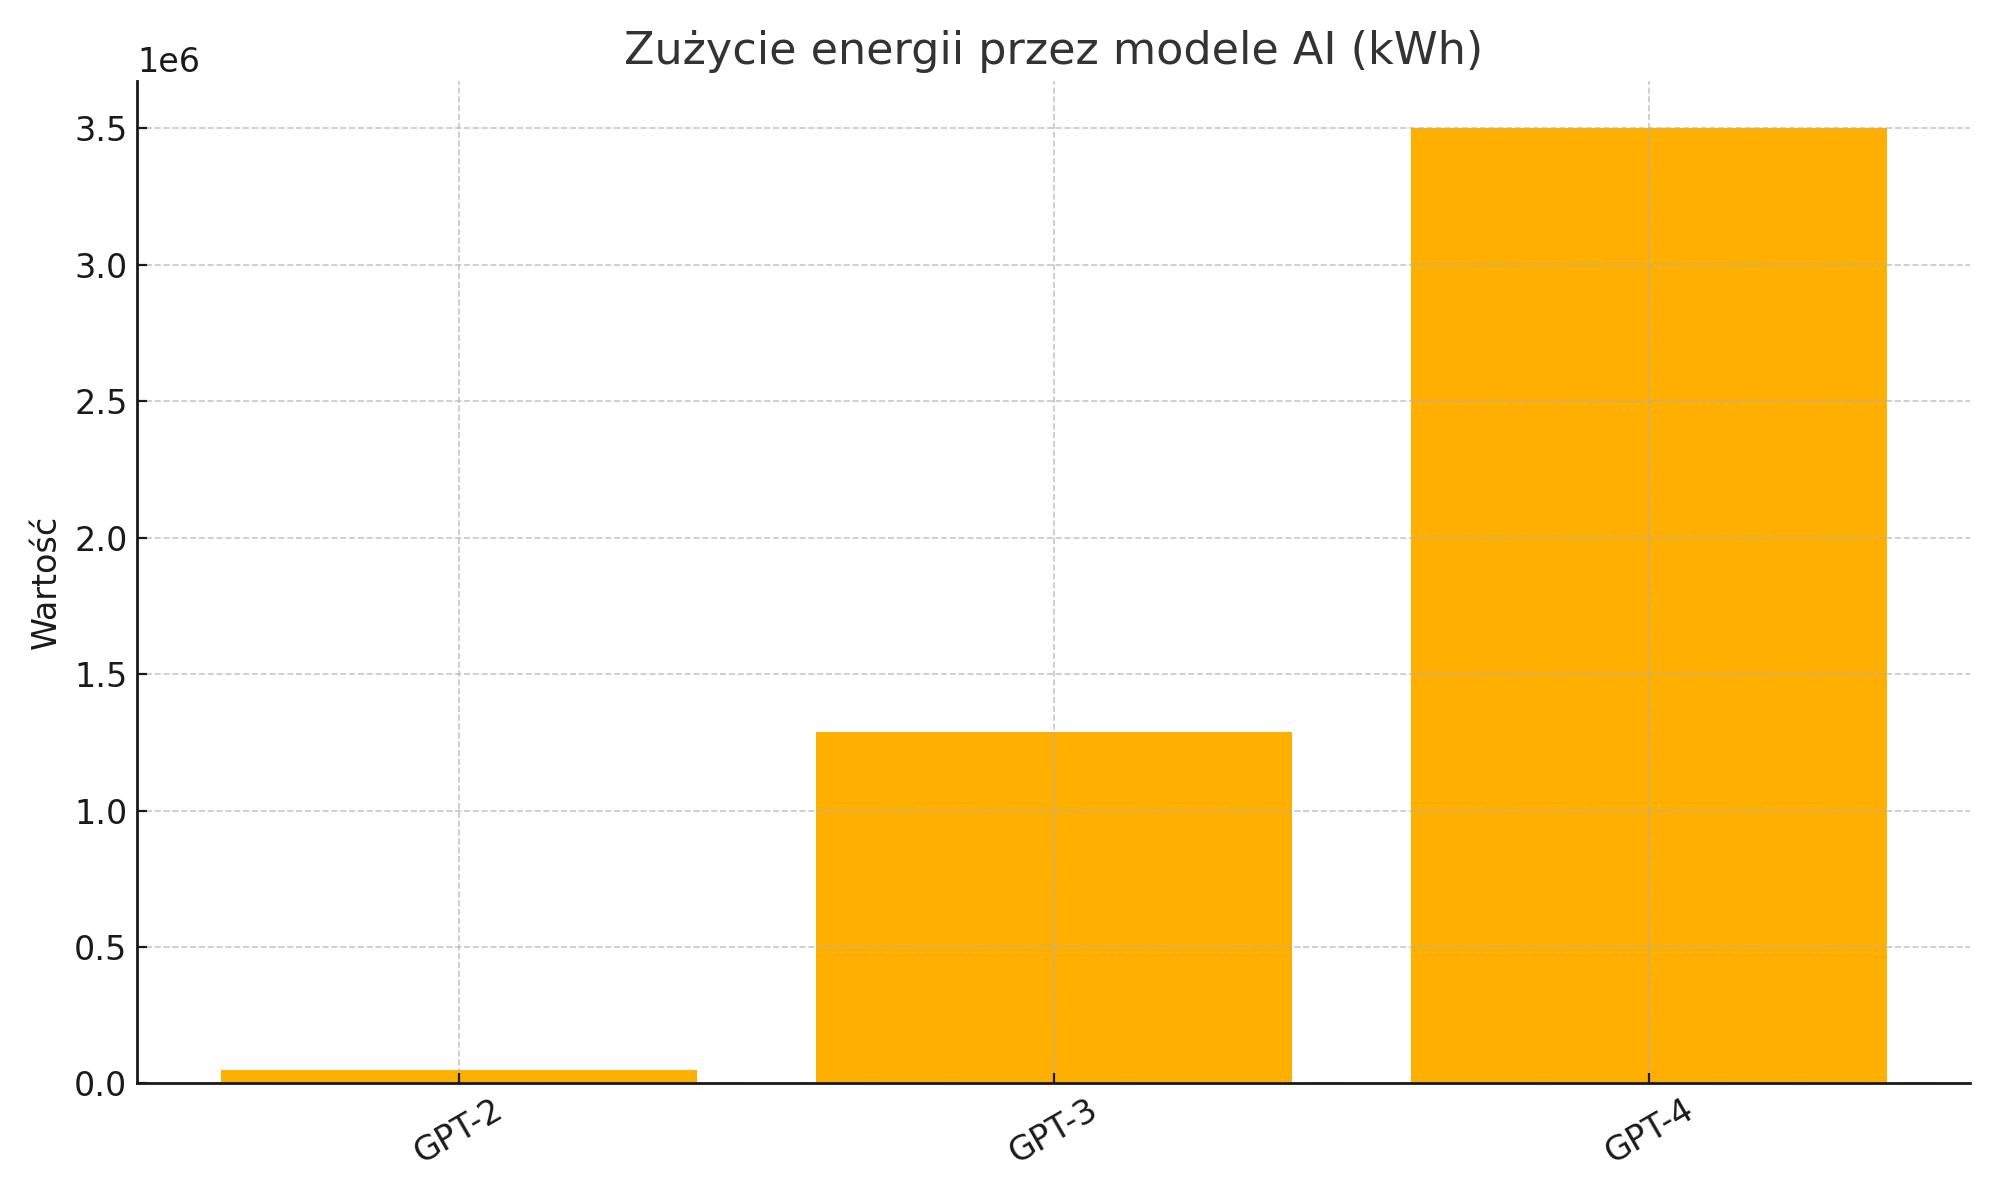 Zużycie energii przez modele AI (kWh)
1e6
3.5
3.0
2.5
2.0
1.5
1.0
0.5
0.0
Wartość
GPT-2
GPT-3
GPT-4